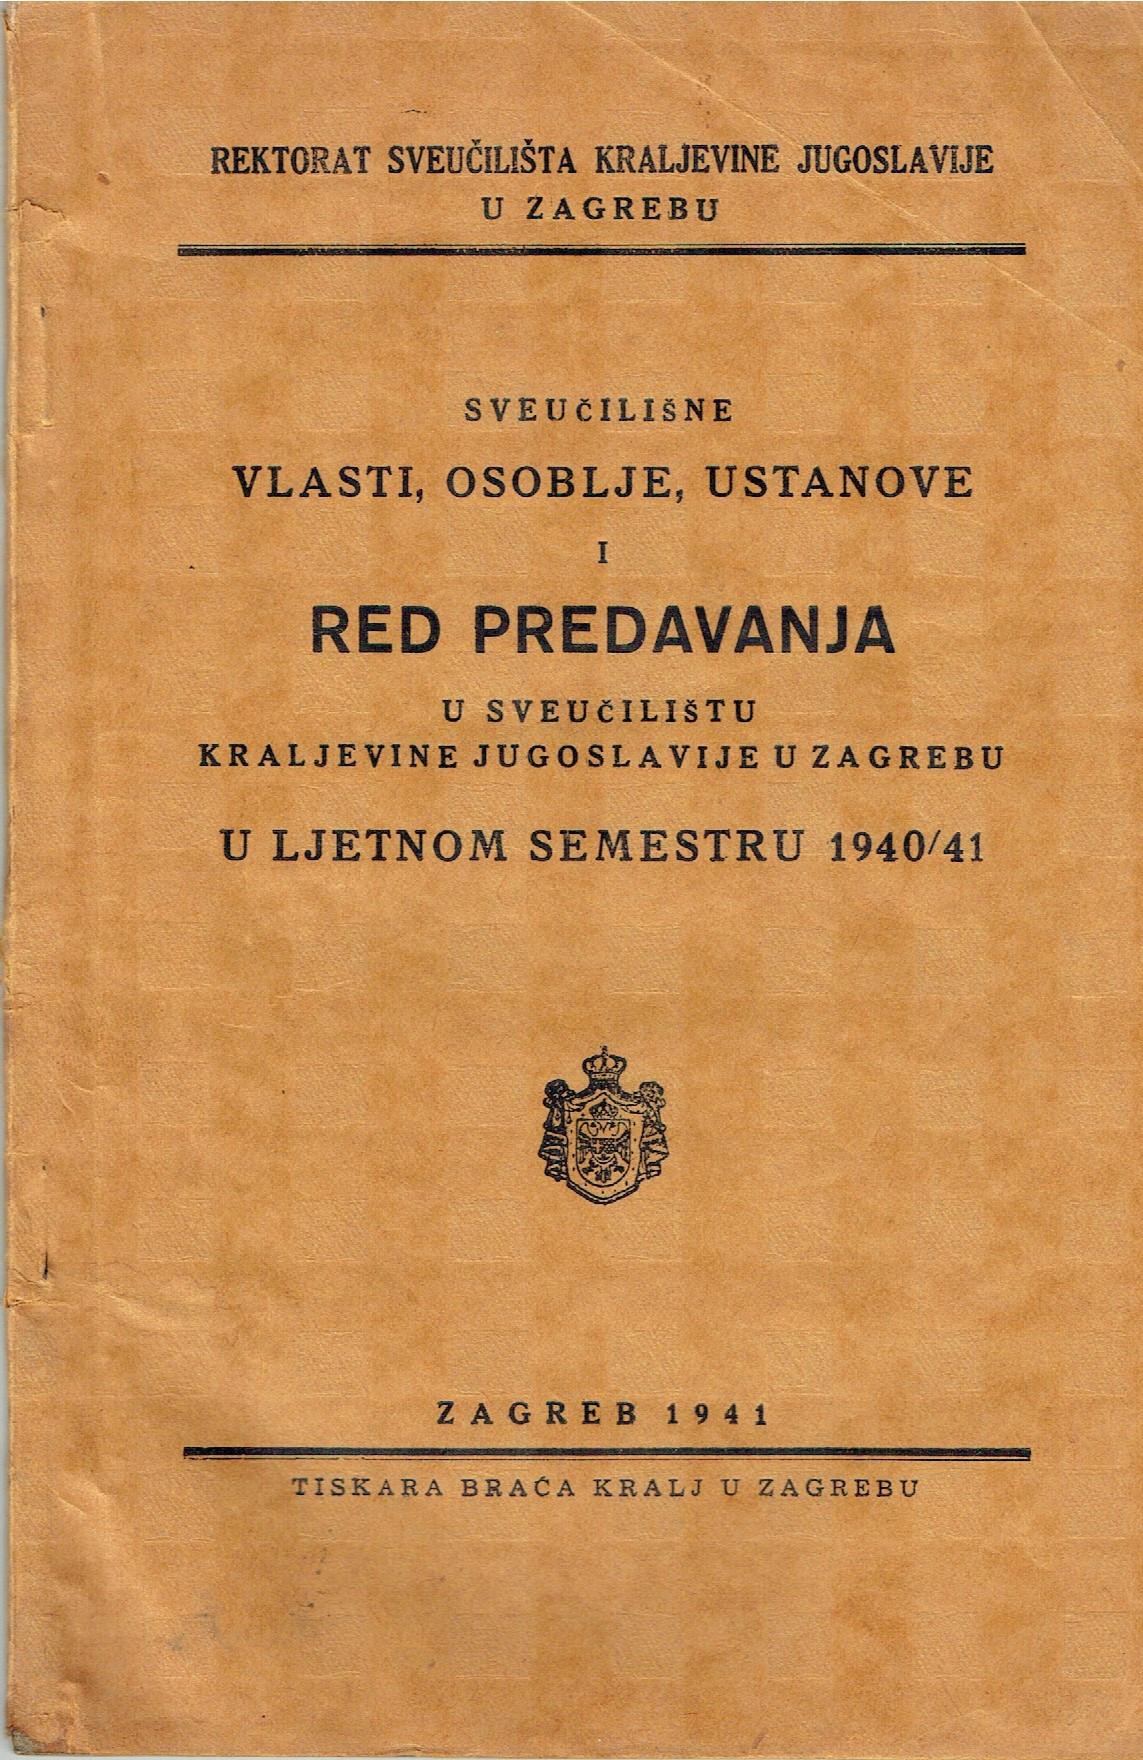 REKTORAT SVEUČILIŠTA KRALJEVINE JUGOSLAVIJE
U ZAGREBU
SVEUČILIŠNE
VLASTI, OSOBLJE, USTANOVE
I
RED PREDAVANJA
U SVEUČILIŠTU
KRALJEVINE JUGOSLAVIJE U ZAGREBU
U LJETNOM SEMESTRU 1940/41
ZAGREB 1941
TISKARA BRAĆA KRALJ U ZAGREBU